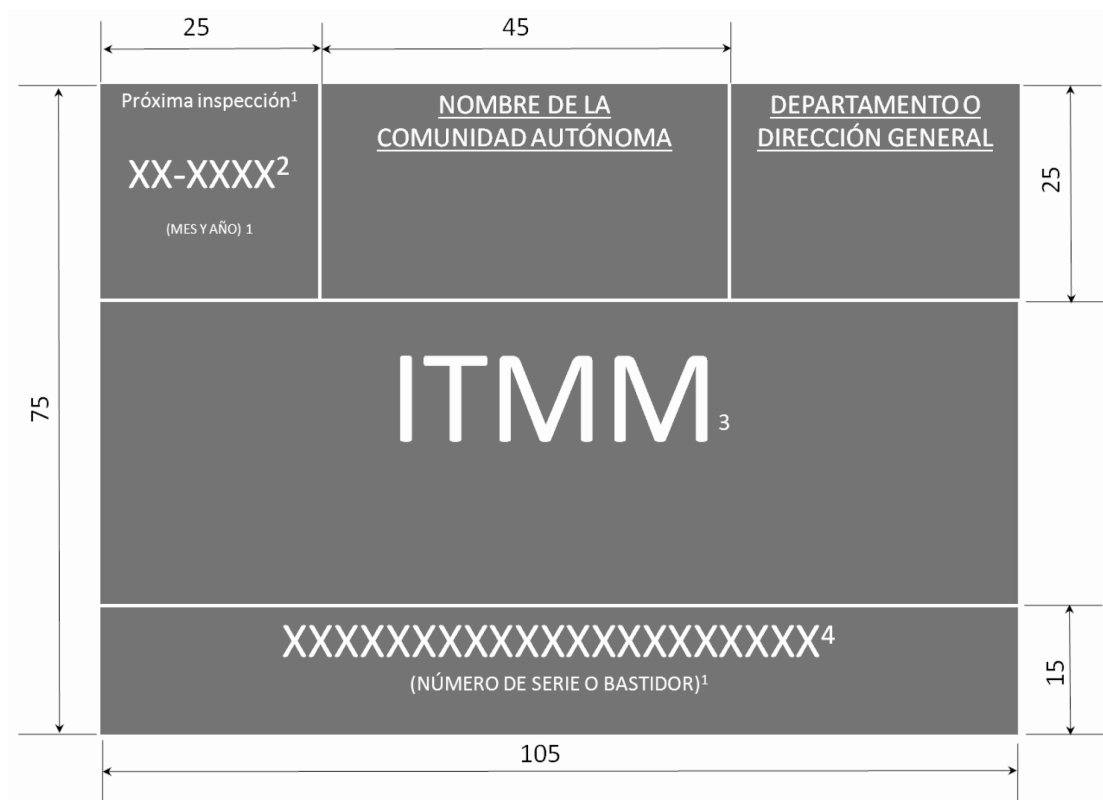 25
45
Próxima inspección¹
XX-XXXX²
(MES Y AÑO) 1
NOMBRE DE LA
COMUNIDAD AUTÓNOMA
DEPARTAMENTO O
DIRECCIÓN GENERAL
25
75
ITMM₃
XXXXXXXXXXXXXXXXXXXXX⁴
(NÚMERO DE SERIE O BASTIDOR)¹
15
105